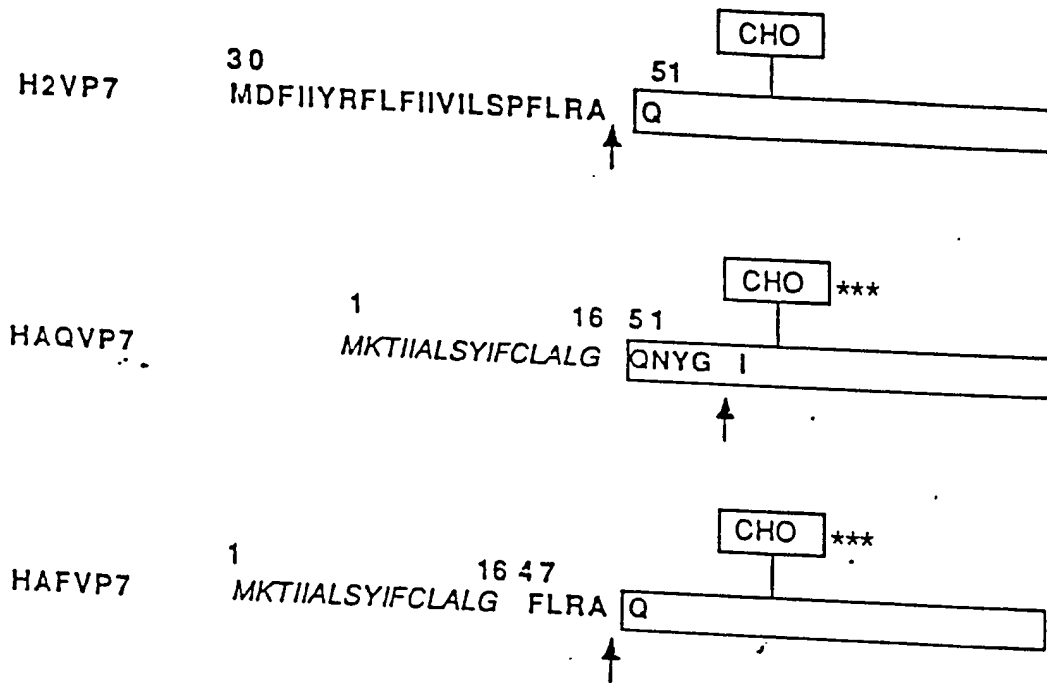 CHO
30
51
H2VP7 MDFIIYRFLFIIVILSPFLRA Q
CHO ***
1 16 51
HAQVP7 MKTIIALSYIFCLALG QNYG I
CHO ***
1 16 47
HAFVP7 MKTIIALSYIFCLALG FLRA Q